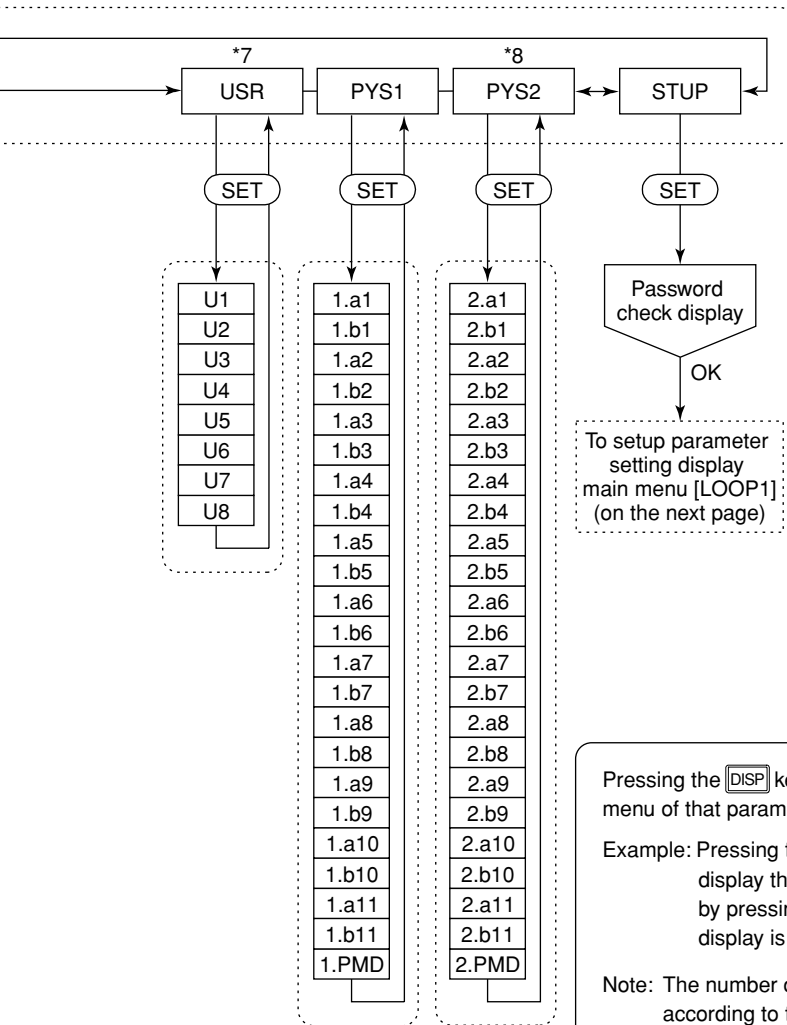 *7
*8
USR
PYS1
PYS2
STUP
SET
SET
SET
SET
U1
U2
U3
U4
U5
U6
U7
U8
1.a1
1.b1
1.a2
1.b2
1.a3
1.b3
1.a4
1.b4
1.a5
1.b5
1.a6
1.b6
1.a7
1.b7
1.a8
1.b8
1.a9
1.b9
1.a10
1.b10
1.a11
1.b11
1.PMD
2.a1
2.b1
2.a2
2.b2
2.a3
2.b3
2.a4
2.b4
2.a5
2.b5
2.a6
2.b6
2.a7
2.b7
2.a8
2.b8
2.a9
2.b9
2.a10
2.b10
2.a11
2.b11
2.PMD
Password
check display
OK
To setup parameter
setting display
main menu [LOOP1]
(on the next page)
Pressing the DISP
menu of that
Example: Pressing
display
by
display is
Note: The number
according to